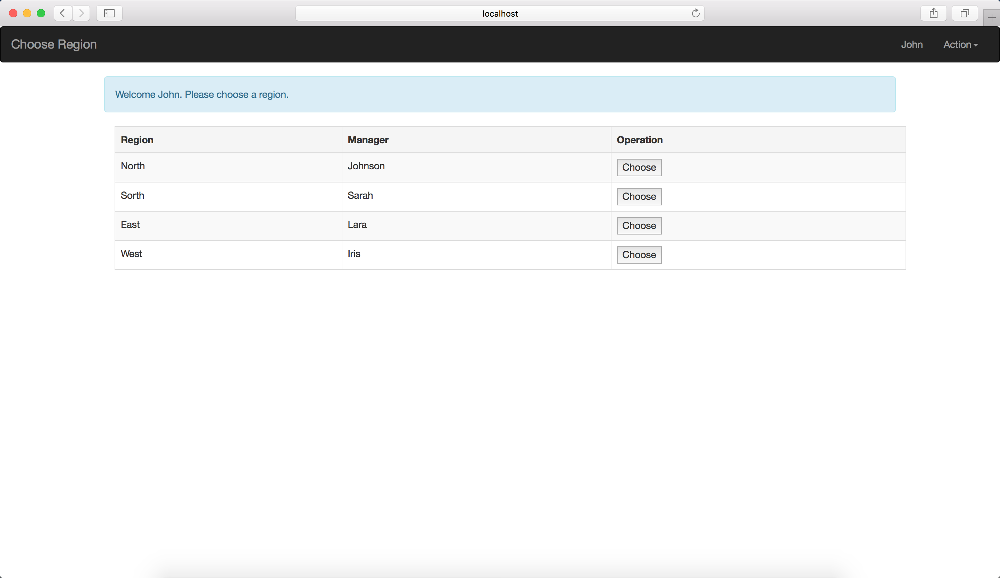 localhost
Choose Region John Action
Welcome John. Please choose a region.
Region Manager Operation
North Johnson Choose
Sorth Sarah Choose
East Lara Choose
West Iris Choose